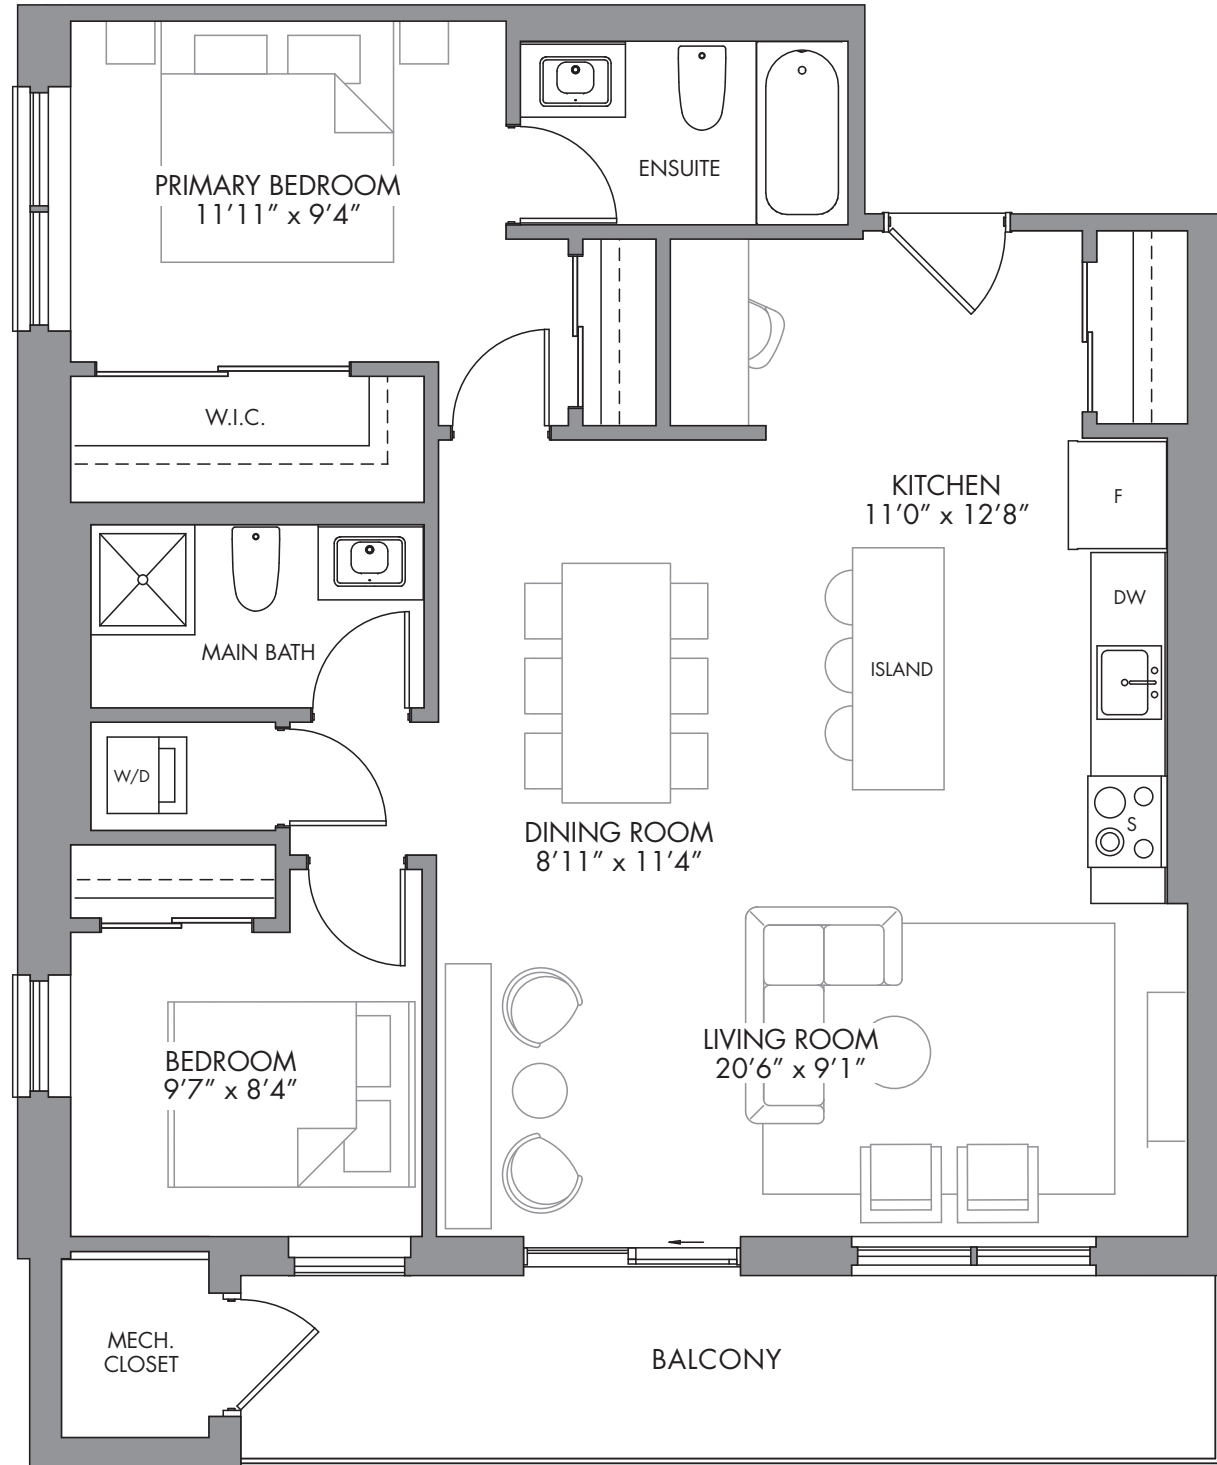 ENSUITE
PRIMARY BEDROOM
11'11" x 9'4"
W.I.C.
KITCHEN
11'0" x 12'8"
F
DW
MAIN BATH
ISLAND
W/D
S
DINING ROOM
8'11" x 11'4"
LIVING ROOM
20'6" x 9'1"
BEDROOM
9'7" x 8'4"
MECH.
CLOSET
BALCONY